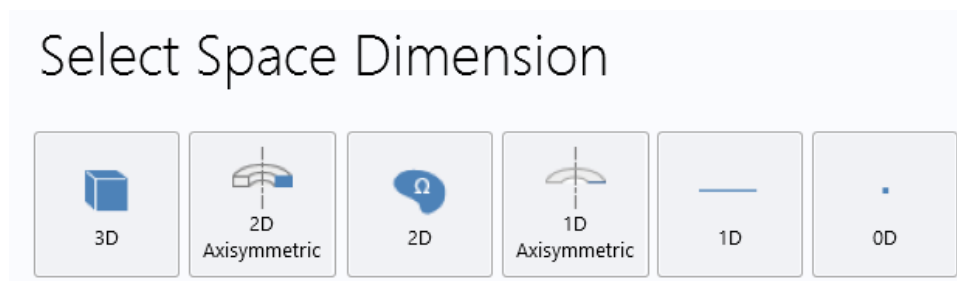 Select Space Dimension
3D
2D
Axisymmetric
Ω
2D
1D
Axisymmetric
1D
0D